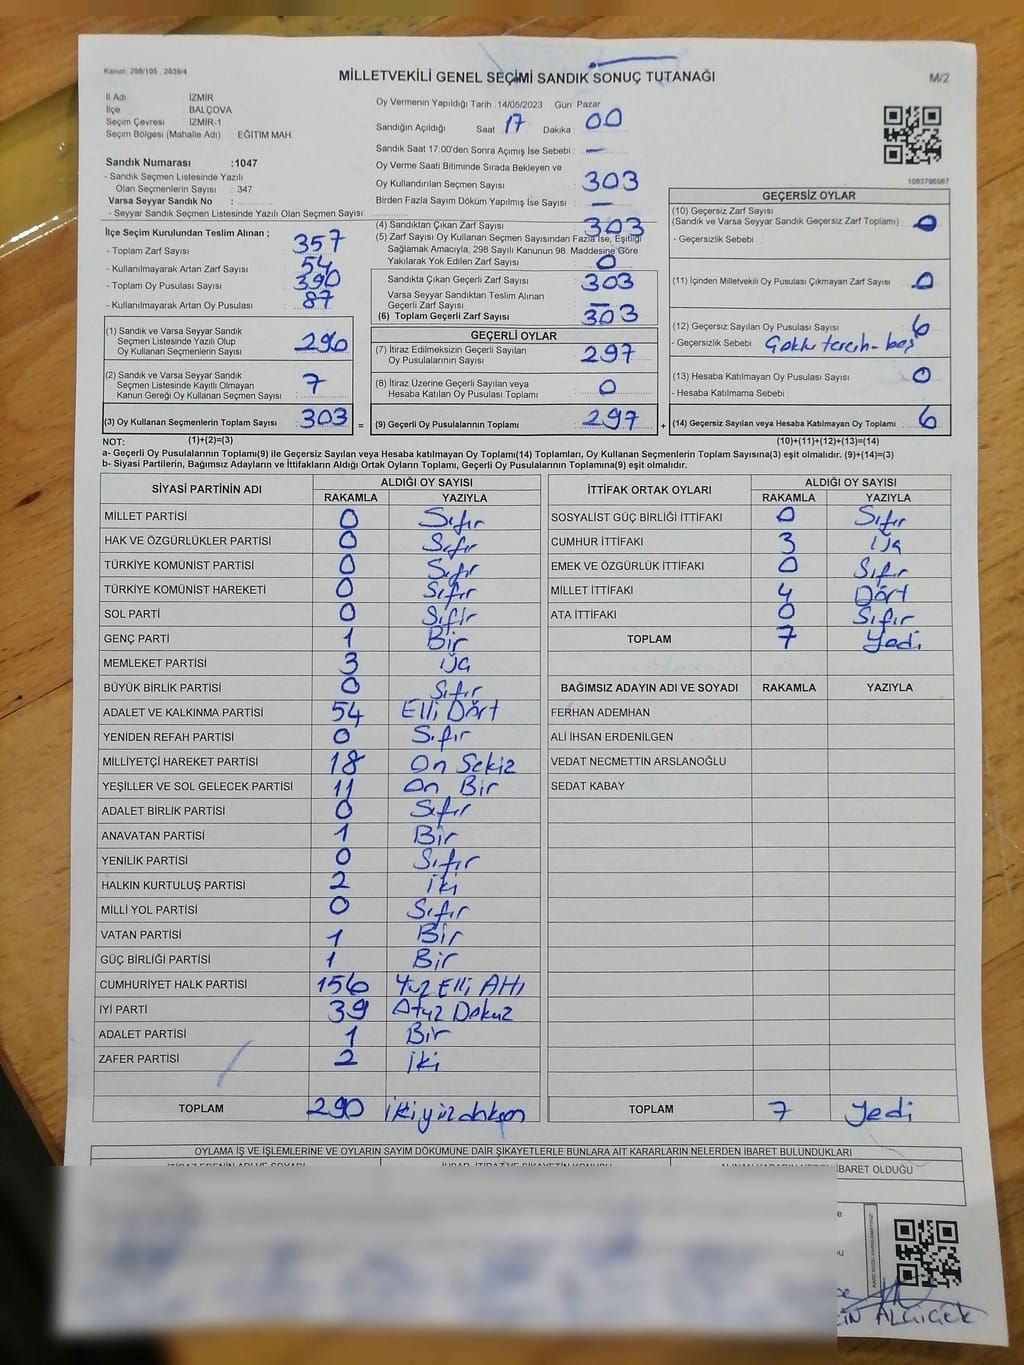 Kanun. 298/105 , 2839/4
MİLLETVEKİLİ GENEL SEÇİMİ SANDIK SONUÇ TUTANAĞI
M/2
İl Adı : İZMİR
İlçe : BALÇOVA
Seçim Çevresi : İZMİR-1
Seçim Bölgesi (Mahalle Adı) : EĞİTİM MAH.
Sandık Numarası :1047
- Sandık Seçmen Listesinde Yazılı
Olan Seçmenlerin Sayısı : 347
Varsa Seyyar Sandık No :
- Seyyar Sandık Seçmen Listesinde Yazılı Olan Seçmen Sayısı:
Oy Vermenin Yapıldığı Tarih :14/05/2023 Gün: Pazar
Sandığın Açıldığı Saat : 17 Dakika : 00
Sandık Saat 17:00'den Sonra Açımış İse Sebebi : —
Oy Verme Saati Bitiminde Sırada Bekleyen ve
Oy Kullandırılan Seçmen Sayısı : 303
Birden Fazla Sayım Döküm Yapılmış İse Sayısı : —
1083796567
İlçe Seçim Kurulundan Teslim Alınan ;
- Toplam Zarf Sayısı : 357
- Kullanılmayarak Artan Zarf Sayısı : 54
- Toplam Oy Pusulası Sayısı : 390
- Kullanılmayarak Artan Oy Pusulası : 87
(1) Sandık ve Varsa Seyyar Sandık
Seçmen Listesinde Yazılı Olup
Oy Kullanan Seçmenlerin Sayısı : 296
(2) Sandık ve Varsa Seyyar Sandık
Seçmen Listesinde Kayıtlı Olmayan
Kanun Gereği Oy Kullanan Seçmen Sayısı : 7
(3) Oy Kullanan Seçmenlerin Toplam Sayısı : 303 =
(4) Sandıktan Çıkan Zarf Sayısı : 303
(5) Zarf Sayısı Oy Kullanan Seçmen Sayısından Fazla İse, Eşitliği
Sağlamak Amacıyla, 298 Sayılı Kanunun 98. Maddesine Göre
Yakılarak Yok Edilen Zarf Sayısı : 0
Sandıkta Çıkan Geçerli Zarf Sayısı : 303
Varsa Seyyar Sandıktan Teslim Alınan
Geçerli Zarf Sayısı : —
(6) Toplam Geçerli Zarf Sayısı : 303
GEÇERLİ OYLAR
(7) İtiraz Edilmeksizin Geçerli Sayılan
Oy Pusulalarının Sayısı : 297
(8) İtiraz Üzerine Geçerli Sayılan veya
Hesaba Katılan Oy Pusulası Toplamı : 0
(9) Geçerli Oy Pusulalarının Toplamı : 297 +
GEÇERSİZ OYLAR
(10) Geçersiz Zarf Sayısı
(Sandık ve Varsa Seyyar Sandık Geçersiz Zarf Toplamı) : 0
- Geçersizlik Sebebi :
(11) İçinden Milletvekili Oy Pusulası Çıkmayan Zarf Sayısı : 0
(12) Geçersiz Sayılan Oy Pusulası Sayısı : 6
- Geçersizlik Sebebi : Çoklu tercih-boş
(13) Hesaba Katılmayan Oy Pusulası Sayısı : 0
- Hesaba Katılmama Sebebi :
(14) Geçersiz Sayılan veya Hesaba Katılmayan Oy Toplamı : 6
NOT: (1)+(2)=(3) (10)+(11)+(12)+(13)=(14)
a- Geçerli Oy Pusulalarının Toplamı(9) ile Geçersiz Sayılan veya Hesaba katılmayan Oy Toplamı(14) Toplamları, Oy Kullanan Seçmenlerin Toplam Sayısına(3) eşit olmalıdır. (9)+(14)=(3)
b- Siyasi Partilerin, Bağımsız Adayların ve İttifakların Aldığı Ortak Oyların Toplamı, Geçerli Oy Pusulalarının Toplamına(9) eşit olmalıdır.
SİYASİ PARTİNİN ADI ALDIĞI OY SAYISI
RAKAMLA YAZIYLA
MİLLET PARTİSİ 0 Sıfır
HAK VE ÖZGÜRLÜKLER PARTİSİ 0 Sıfır
TÜRKİYE KOMÜNİST PARTİSİ 0 Sıfır
TÜRKİYE KOMÜNİST HAREKETİ 0 Sıfır
SOL PARTİ 0 Sıfır
GENÇ PARTİ 1 Bir
MEMLEKET PARTİSİ 3 Üç
BÜYÜK BİRLİK PARTİSİ 0 Sıfır
ADALET VE KALKINMA PARTİSİ 54 Elli Dört
YENİDEN REFAH PARTİSİ 0 Sıfır
MİLLİYETÇİ HAREKET PARTİSİ 18 On Sekiz
YEŞİLLER VE SOL GELECEK PARTİSİ 11 On Bir
ADALET BİRLİK PARTİSİ 0 Sıfır
ANAVATAN PARTİSİ 1 Bir
YENİLİK PARTİSİ 0 Sıfır
HALKIN KURTULUŞ PARTİSİ 2 İki
MİLLİ YOL PARTİSİ 0 Sıfır
VATAN PARTİSİ 1 Bir
GÜÇ BİRLİĞİ PARTİSİ 1 Bir
CUMHURİYET HALK PARTİSİ 156 Yüz Elli Altı
İYİ PARTİ 39 Otuz Dokuz
ADALET PARTİSİ 1 Bir
ZAFER PARTİSİ 2 İki
TOPLAM 290 İkiyüzdoksan
İTTİFAK ORTAK OYLARI ALDIĞI OY SAYISI
RAKAMLA YAZIYLA
SOSYALİST GÜÇ BİRLİĞİ İTTİFAKI 0 Sıfır
CUMHUR İTTİFAKI 3 Üç
EMEK VE ÖZGÜRLÜK İTTİFAKI 0 Sıfır
MİLLET İTTİFAKI 4 Dört
ATA İTTİFAKI 0 Sıfır
TOPLAM 7 Yedi
BAĞIMSIZ ADAYIN ADI VE SOYADI RAKAMLA YAZIYLA
FERHAN ADEMHAN
ALİ İHSAN ERDENİLGEN
VEDAT NECMETTİN ARSLANOĞLU
SEDAT KABAY
TOPLAM 7 Yedi
OYLAMA İŞ VE İŞLEMLERİNE VE OYLARIN SAYIM DÖKÜMÜNE DAİR ŞİKAYETLERLE BUNLARA AİT KARARLARIN NELERDEN İBARET BULUNDUKLARI
İBARET OLDUĞU